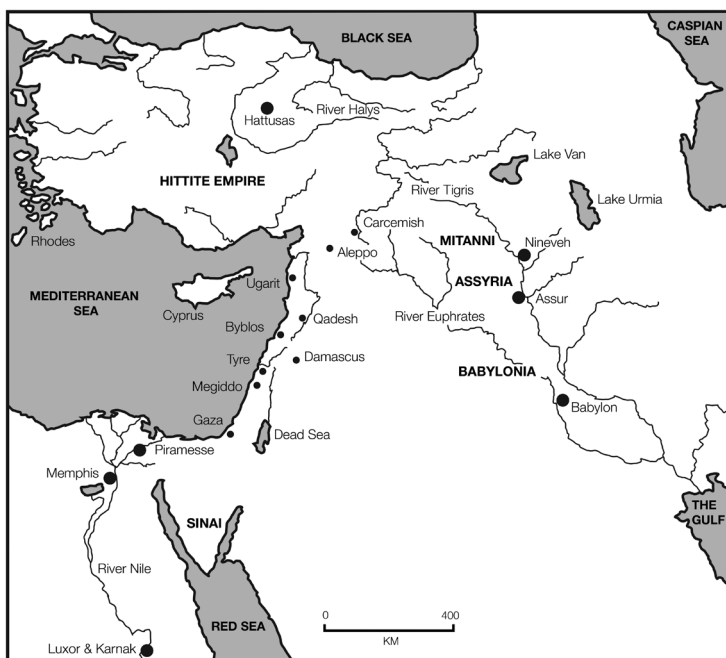 BLACK SEA
CASPIAN
SEA
River Halys
Hattusas
Lake Van
HITTITE EMPIRE
River Tigris
Lake Urmia
Carcemish
Rhodes
MITANNI
Nineveh
Aleppo
Ugarit
ASSYRIA
MEDITERRANEAN
SEA
Assur
Cyprus
River Euphrates
Qadesh
Byblos
Damascus
Tyre
BABYLONIA
Megiddo
Babylon
Gaza
Dead Sea
Piramesse
Memphis
THE
GULF
SINAI
River Nile
RED SEA
0
400
KM
Luxor & Karnak